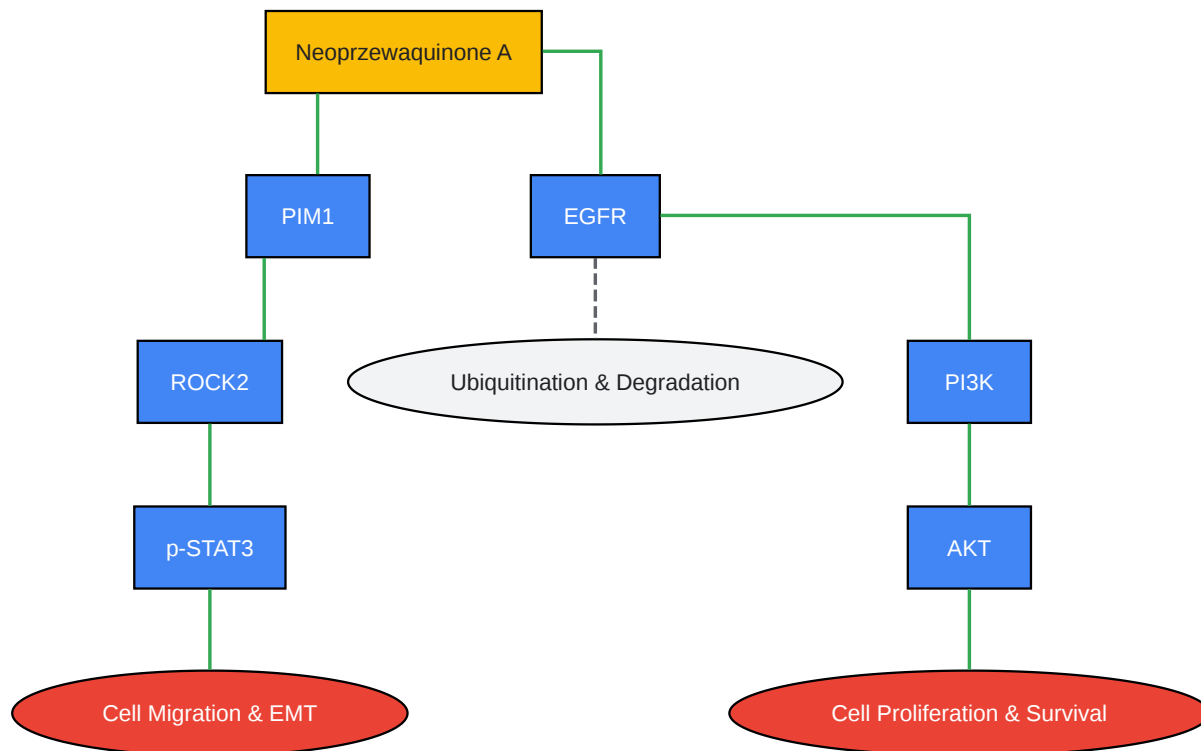 Neoprzewaquinone A
PIM1
EGFR
ROCK2
Ubiquitination & Degradation
PI3K
p-STAT3
AKT
Cell Migration & EMT
Cell Proliferation & Survival